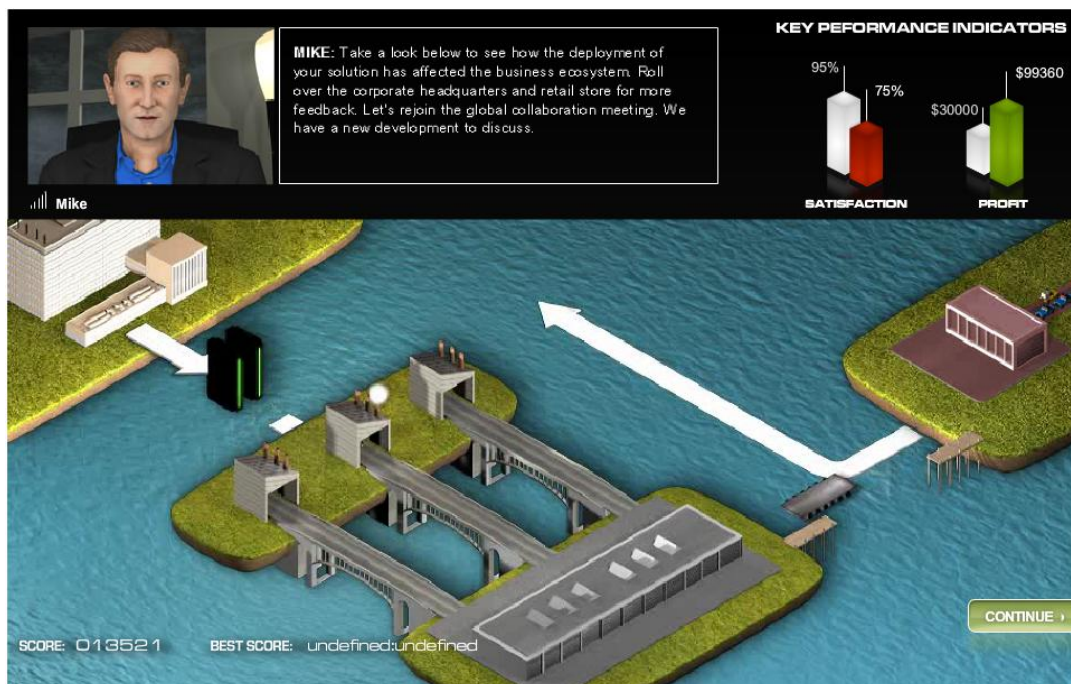 KEY PEFORMANCE INDICATORS
MIKE: Take a look below to see how the deployment of
your solution has affected the business ecosystem. Roll
over the corporate headquarters and retail store for more
feedback. Let's rejoin the global collaboration meeting. We
have a new development to discuss.
Mike
95%
75%
SATISFACTION
$30000
$99360
PROFIT
CONTINUE ›
SCORE: 013521
BEST SCORE: undefined:undefined